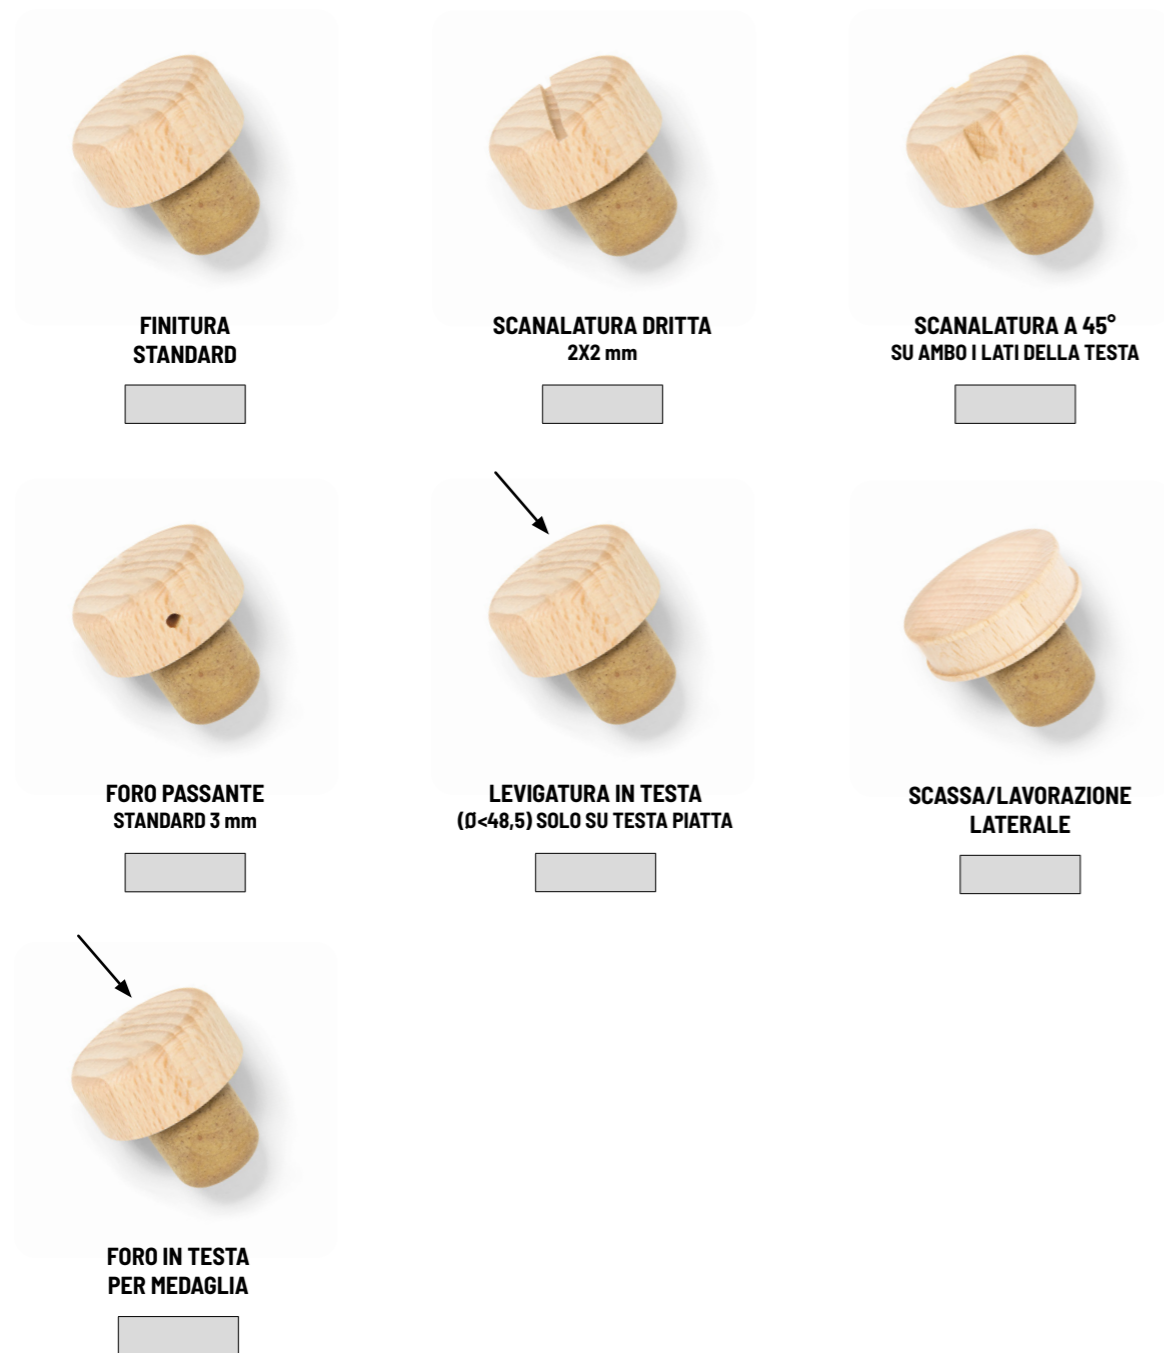 FINITURA
STANDARD
SCANALATURA DRITTA
2X2 mm
SCANALATURA A 45°
SU AMBO I LATI DELLA TESTA
FORO PASSANTE
STANDARD 3 mm
LEVIGATURA IN TESTA
(Ø<48,5) SOLO SU TESTA PIATTA
SCASSA/LAVORAZIONE
LATERALE
FORO IN TESTA
PER MEDAGLIA